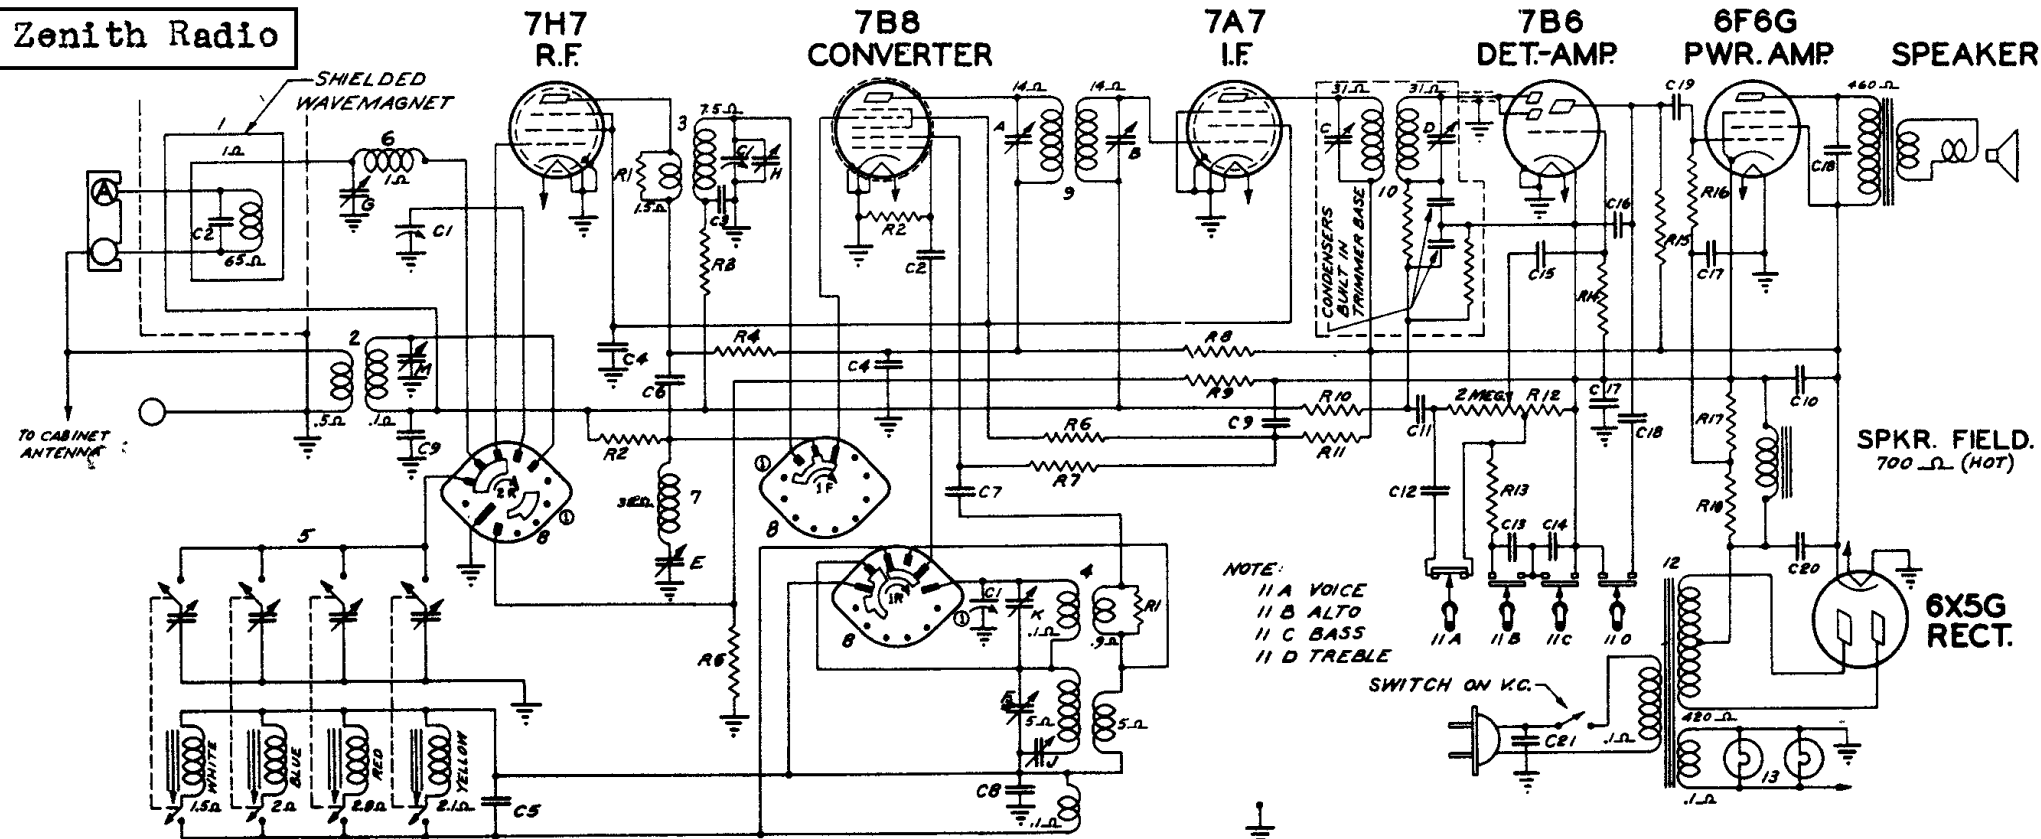 Zenith Radio
7H7
R.F.
7B8
CONVERTER
7A7
I.F.
7B6
DET.-AMP.
6F6G
PWR. AMP.
SPEAKER
SHIELDED
WAVEMAGNET
1
1Ω
6
1Ω
G
A
C2
65Ω
C1
R1
1.5Ω
3
7.5Ω
C1
H
C3
R3
R2
C2
14Ω
14Ω
A
B
9
31Ω
31Ω
C
D
10
CONDENSERS
BUILT IN
TRIMMER BASE
C15
C16
R14
R15
C19
R16
C17
C18
460Ω
2
M
.5Ω
.1Ω
C9
TO CABINET
ANTENNA
C4
R4
C6
C4
R8
R9
R10
R6
C9
R11
R7
C7
R2
C11
2 MEG.
R12
C17
C18
R17
C10
SPKR. FIELD.
700Ω (HOT)
R18
C20
2R
8
1
7
E
1
1F
8
5
C12
R13
C13
C14
11A
11B
11C
11D
NOTE:
11 A VOICE
11 B ALTO
11 C BASS
11 D TREBLE
1R
8
1
C1
K
4
.1Ω
R1
.9Ω
5Ω
5Ω
J
C8
.1Ω
R6
12
6X5G
RECT.
SWITCH ON V.C.
C21
.1Ω
420Ω
.1Ω
13
WHITE
1.5Ω
BLUE
2Ω
RED
2.8Ω
YELLOW
2.1Ω
C5